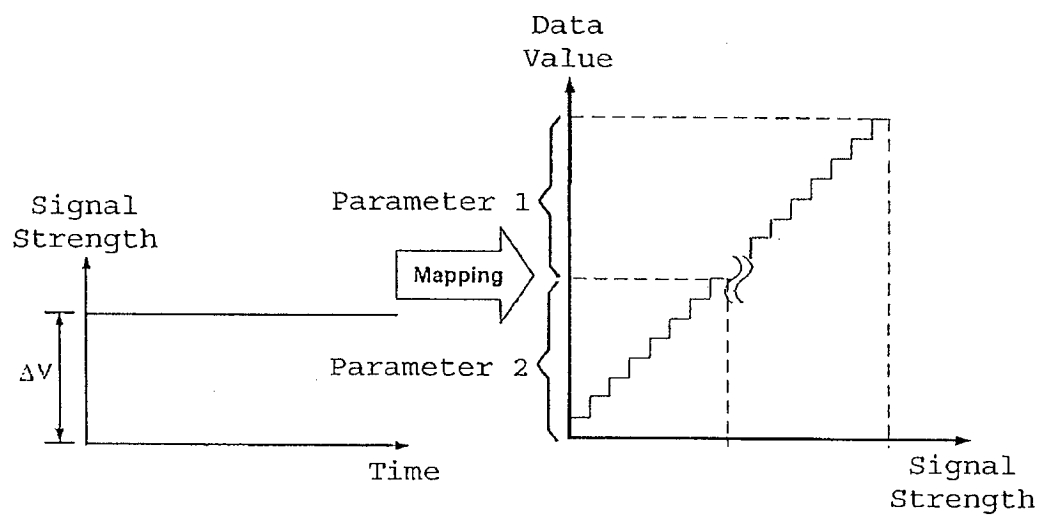 Data
Value
Parameter 1
Signal
Strength
Mapping
ΔV
Parameter 2
Time
Signal
Strength